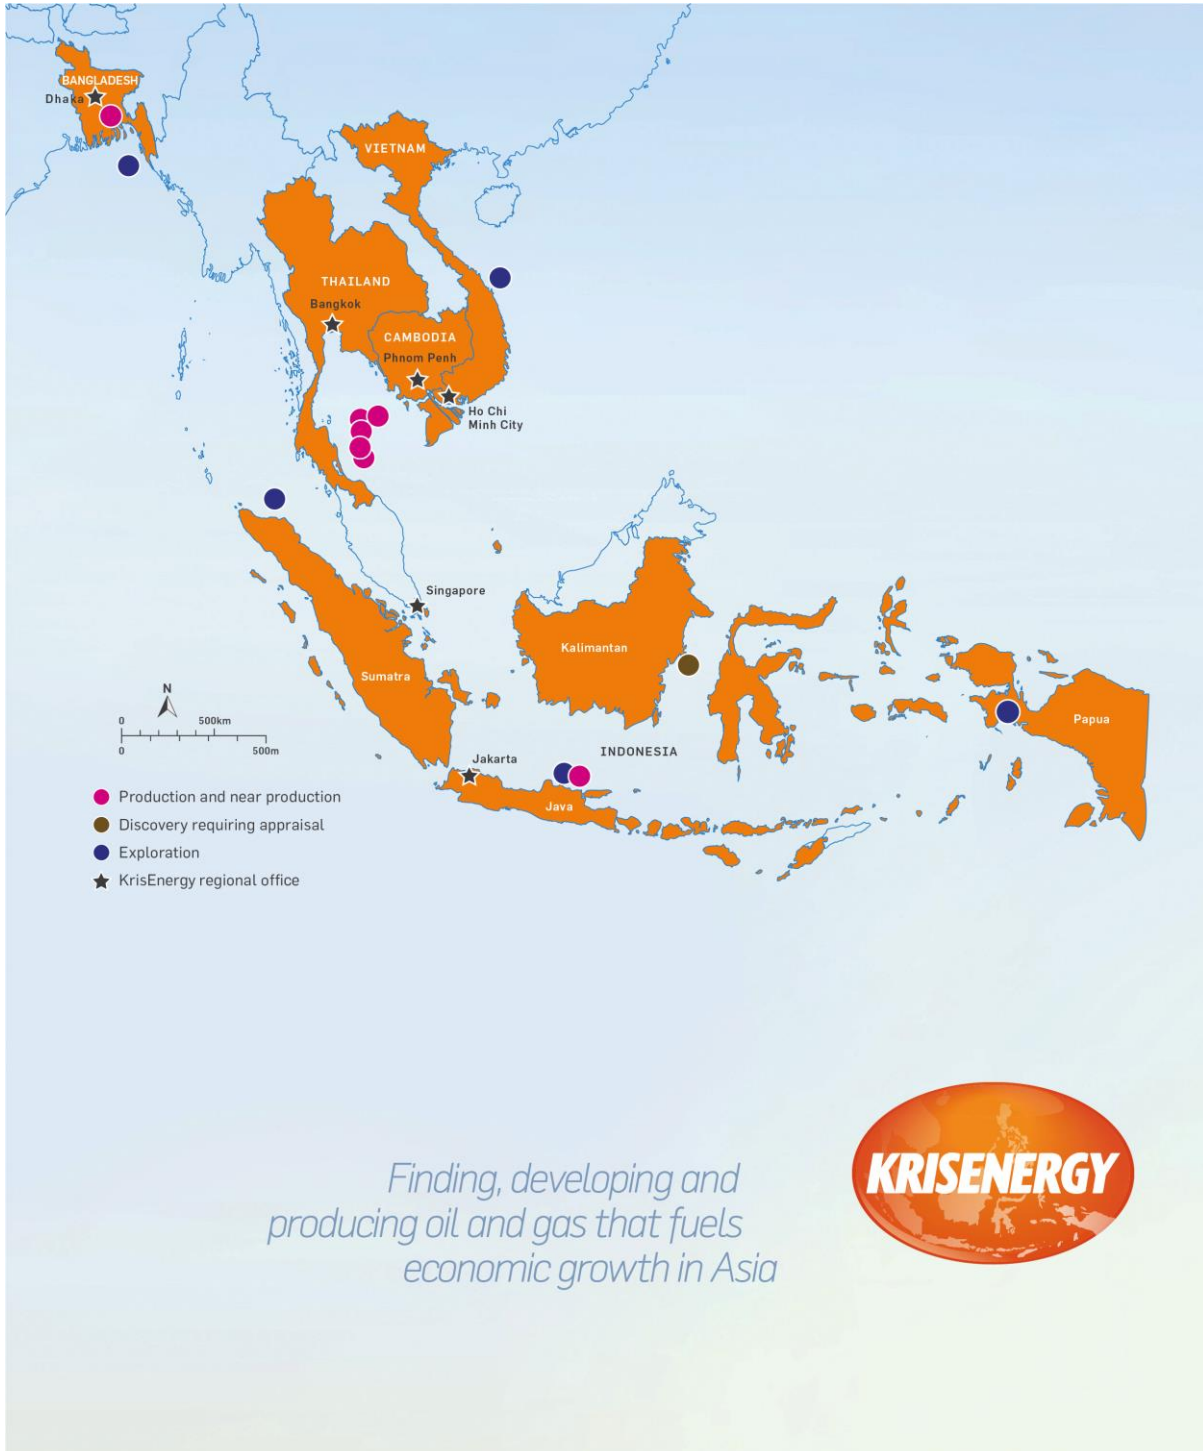 BANGLADESH
Dhaka
VIETNAM
THAILAND
Bangkok
CAMBODIA
Phnom Penh
Ho Chi
Minh City
Singapore
Kalimantan
Sumatra
Papua
N
0 500km
0 500m
INDONESIA
Jakarta
Java
Production and near production
Discovery requiring appraisal
Exploration
KrisEnergy regional office
KRISENERGY
Finding, developing and
producing oil and gas that fuels
economic growth in Asia